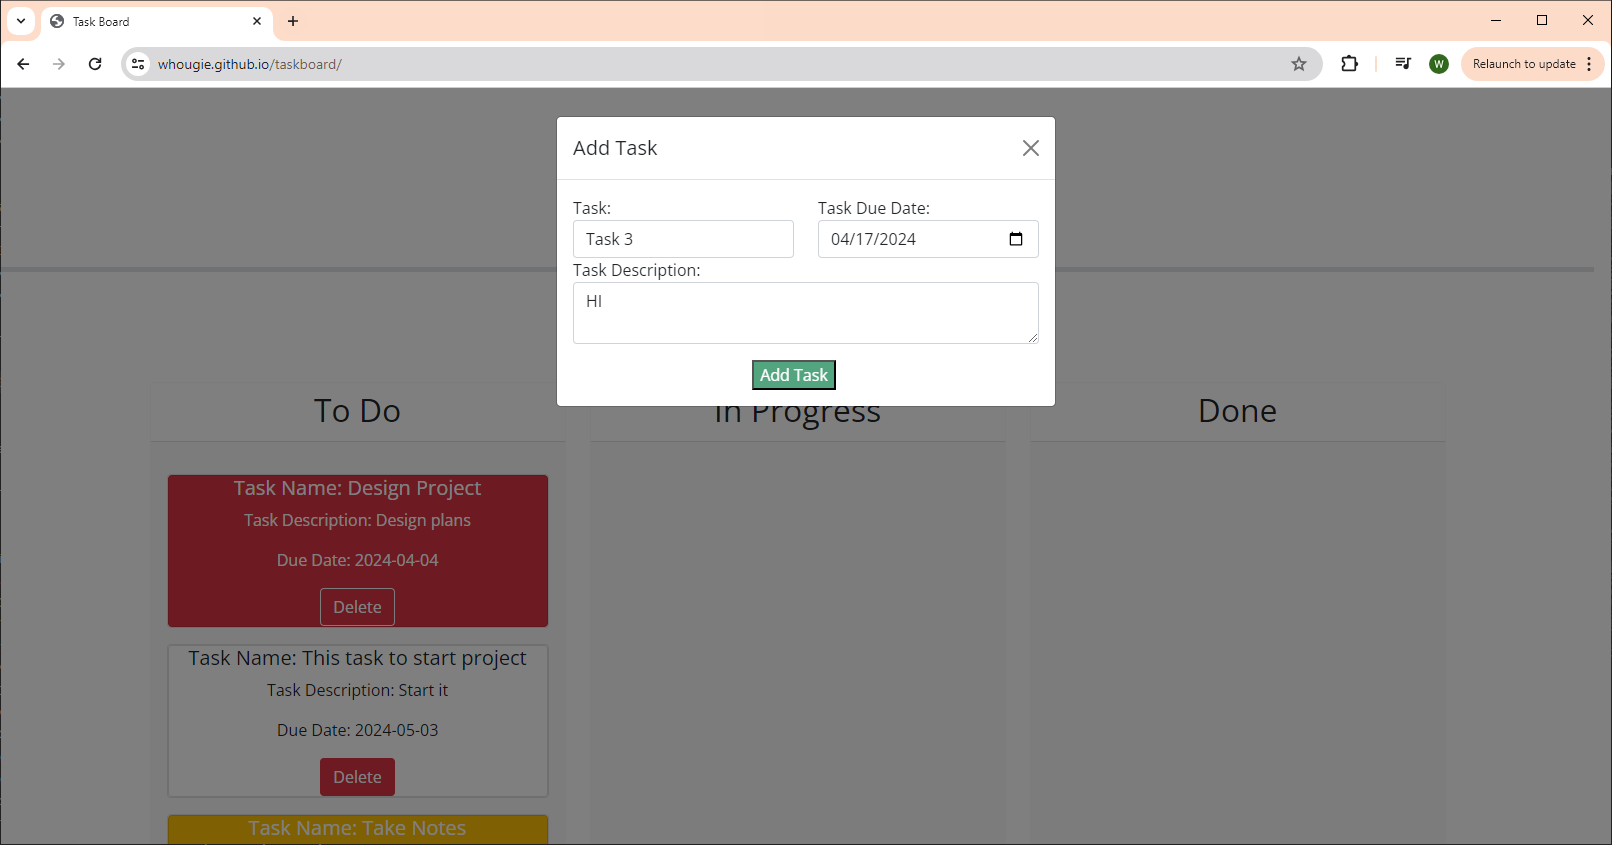 Task Board
whougie.github.io/taskboard/
W
Relaunch to update
Add Task
Task:
Task Due Date:
Task 3
04/17/2024
Task Description:
HI
Add Task
To Do
In Progress
Done
Task Name: Design Project
Task Description: Design plans
Due Date: 2024-04-04
Delete
Task Name: This task to start project
Task Description: Start it
Due Date: 2024-05-03
Delete
Task Name: Take Notes